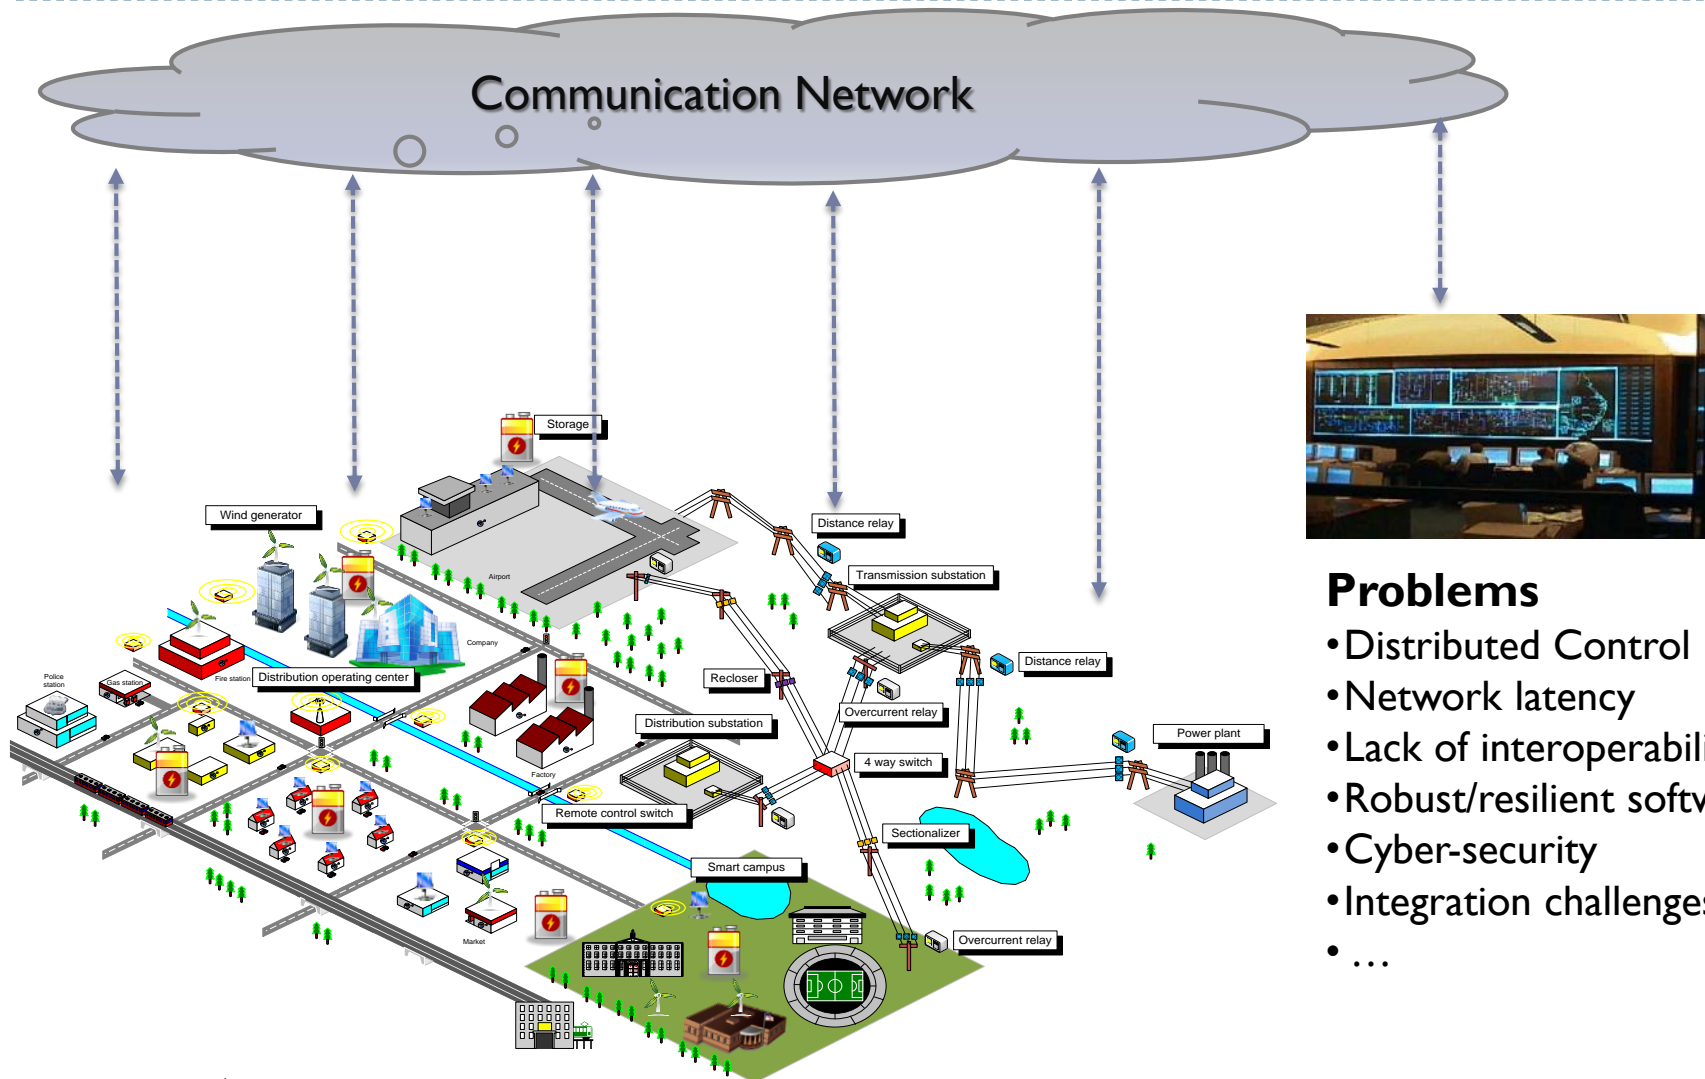 Communication Network
Storage
Wind generator
Distance relay
Transmission substation
Airport
Company
Police
station
Gas station
Fire station
Distribution operating center
Recloser
Distance relay
Overcurrent relay
Distribution substation
4 way switch
Power plant
Factory
Remote control switch
Sectionalizer
Smart campus
Market
Overcurrent relay
Problems
•Distributed Control
•Network latency
•Lack of interoperabili
•Robust/resilient softw
•Cyber-security
•Integration challenges
•…